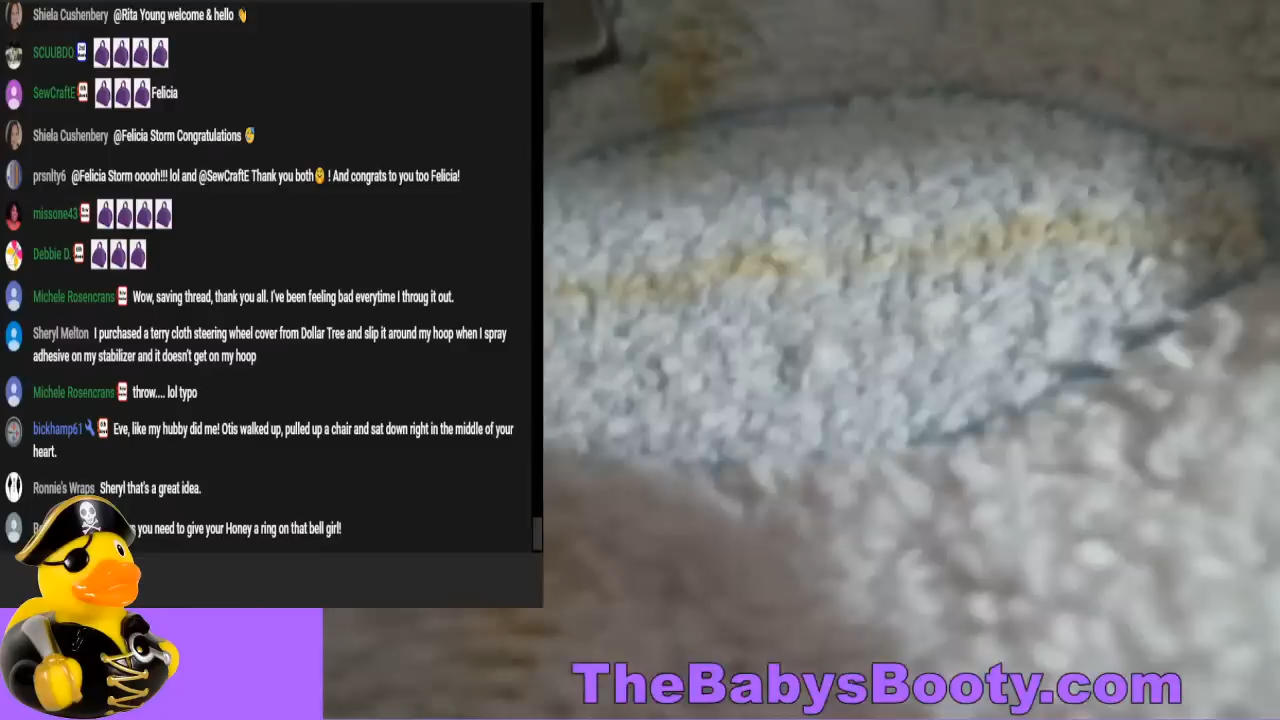 Shiela Cushenbery @Rita Young welcome & hello
SCUUBDO
SewCraftE Felicia
Shiela Cushenbery @Felicia Storm Congratulations
prsnlty6 @Felicia Storm ooooh!!! lol and @SewCraftE Thank you both ! And congrats to you too Felicia!
missone43
Debbie D.
Michele Rosencrans Wow, saving thread, thank you all. I've been feeling bad everytime I throug it out.
Sheryl Melton I purchased a terry cloth steering wheel cover from Dollar Tree and slip it around my hoop when I spray
adhesive on my stabilizer and it doesn't get on my hoop
Michele Rosencrans throw.... lol typo
bickhamp61 Eve, like my hubby did me! Otis walked up, pulled up a chair and sat down right in the middle of your
heart.
Ronnie's Wraps Sheryl that's a great idea.
you need to give your Honey a ring on that bell girl!
TheBabysBooty.com